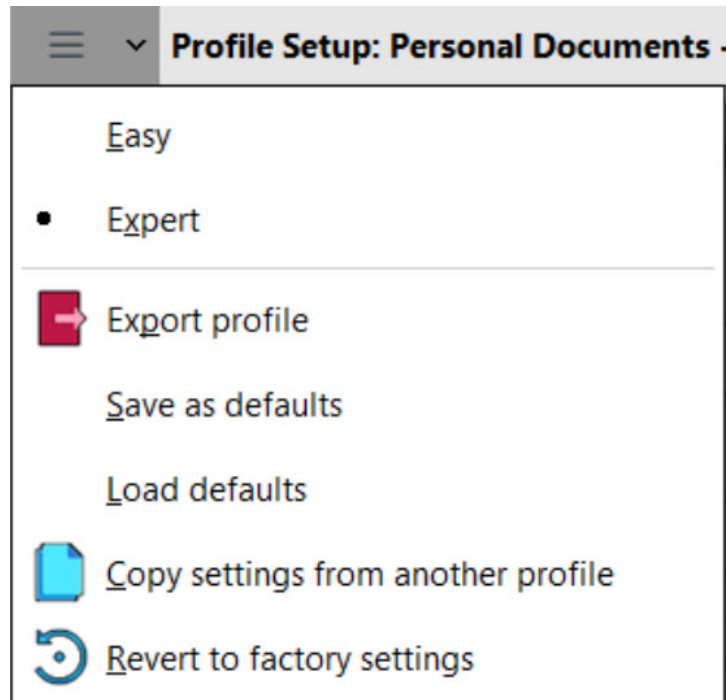 Profile Setup: Personal Documents -
Easy
Expert
Export profile
Save as defaults
Load defaults
Copy settings from another profile
Revert to factory settings